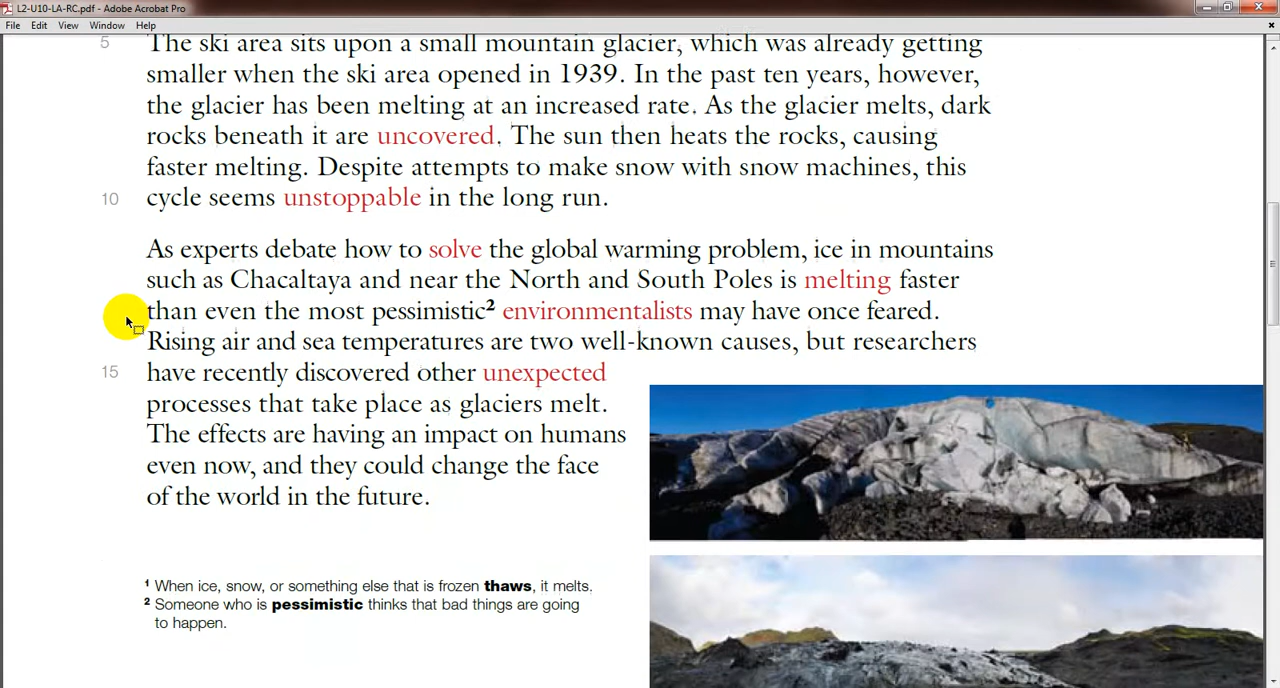 L2-U10-LA-RC.pdf - Adobe Acrobat Pro
File Edit View Window Help
5 The ski area sits upon a small mountain glacier, which was already getting
smaller when the ski area opened in 1939. In the past ten years, however,
the glacier has been melting at an increased rate. As the glacier melts, dark
rocks beneath it are uncovered. The sun then heats the rocks, causing
faster melting. Despite attempts to make snow with snow machines, this
10 cycle seems unstoppable in the long run.
As experts debate how to solve the global warming problem, ice in mountains
such as Chacaltaya and near the North and South Poles is melting faster
than even the most pessimistic² environmentalists may have once feared.
Rising air and sea temperatures are two well-known causes, but researchers
15 have recently discovered other unexpected
processes that take place as glaciers melt.
The effects are having an impact on humans
even now, and they could change the face
of the world in the future.
¹ When ice, snow, or something else that is frozen thaws, it melts.
² Someone who is pessimistic thinks that bad things are going
to happen.